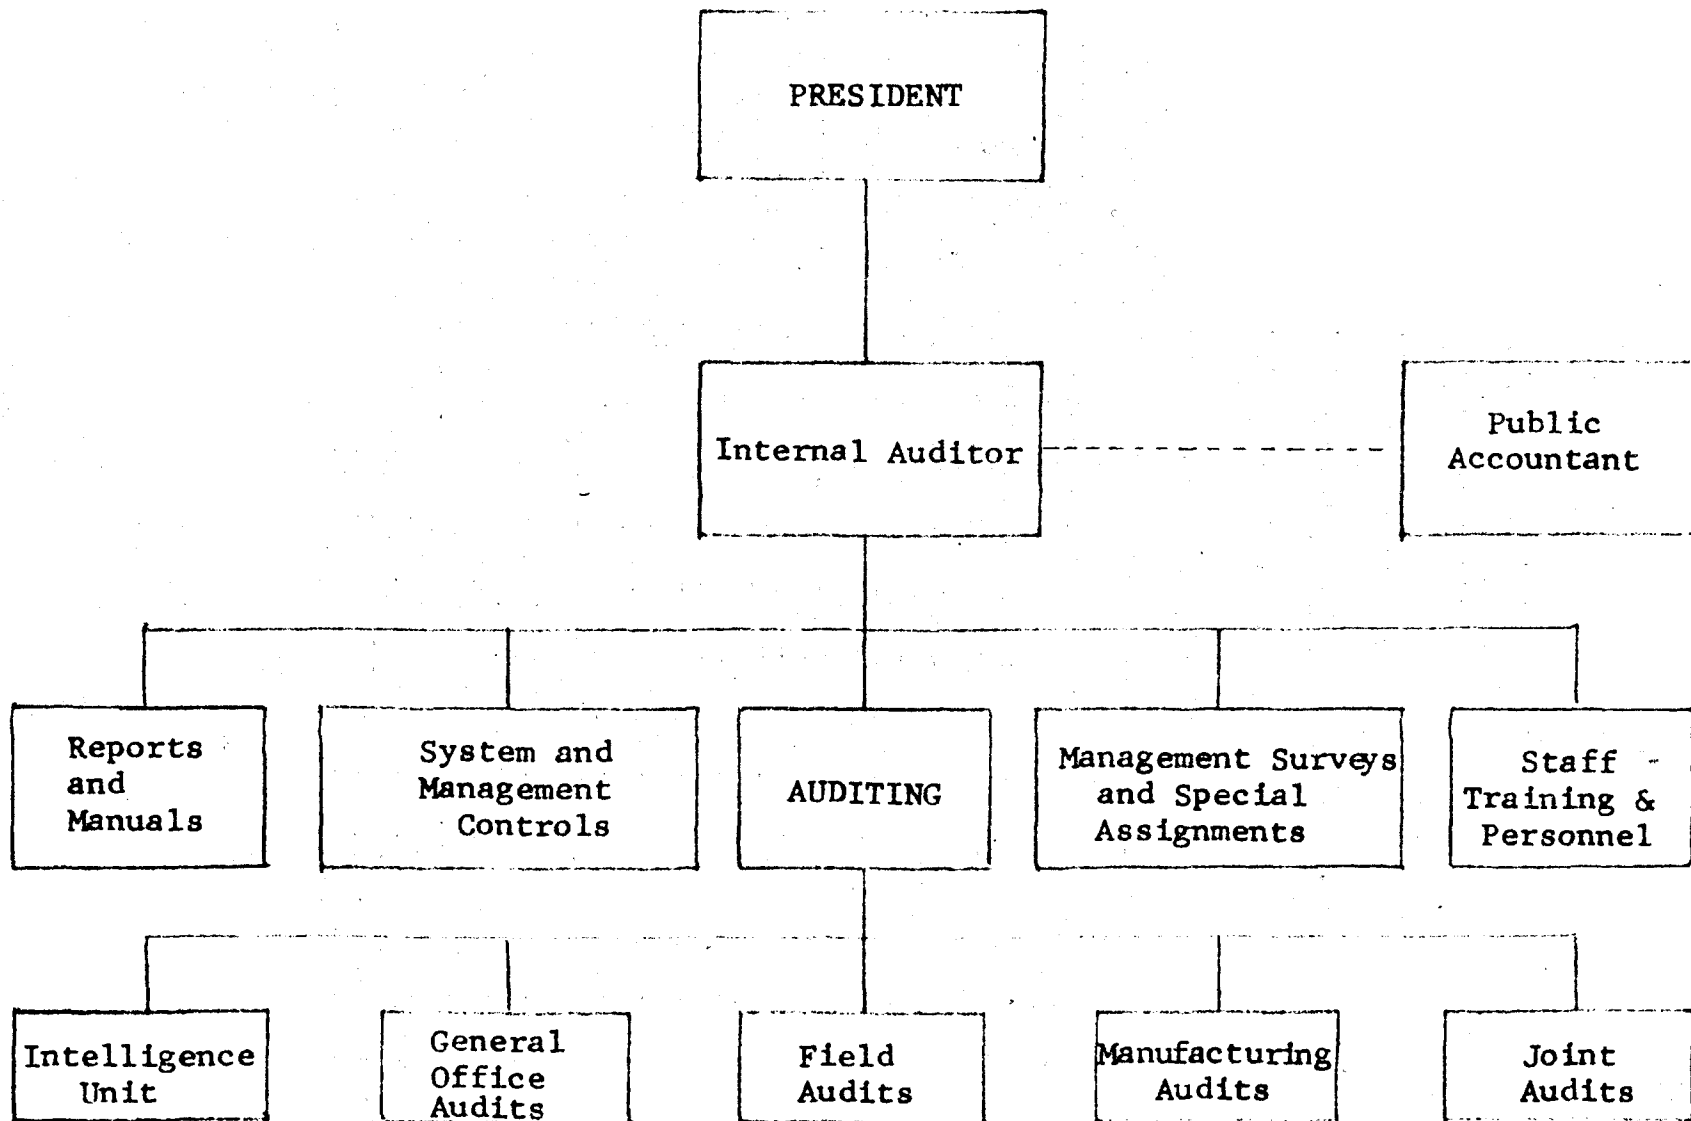 PRESIDENT
Internal Auditor
Public
Accountant
Reports
and
Manuals
System and
Management
Controls
AUDITING
Management Surveys
and Special
Assignments
Staff
Training &
Personnel
Intelligence
Unit
General
Office
Audits
Field
Audits
Manufacturing
Audits
Joint
Audits